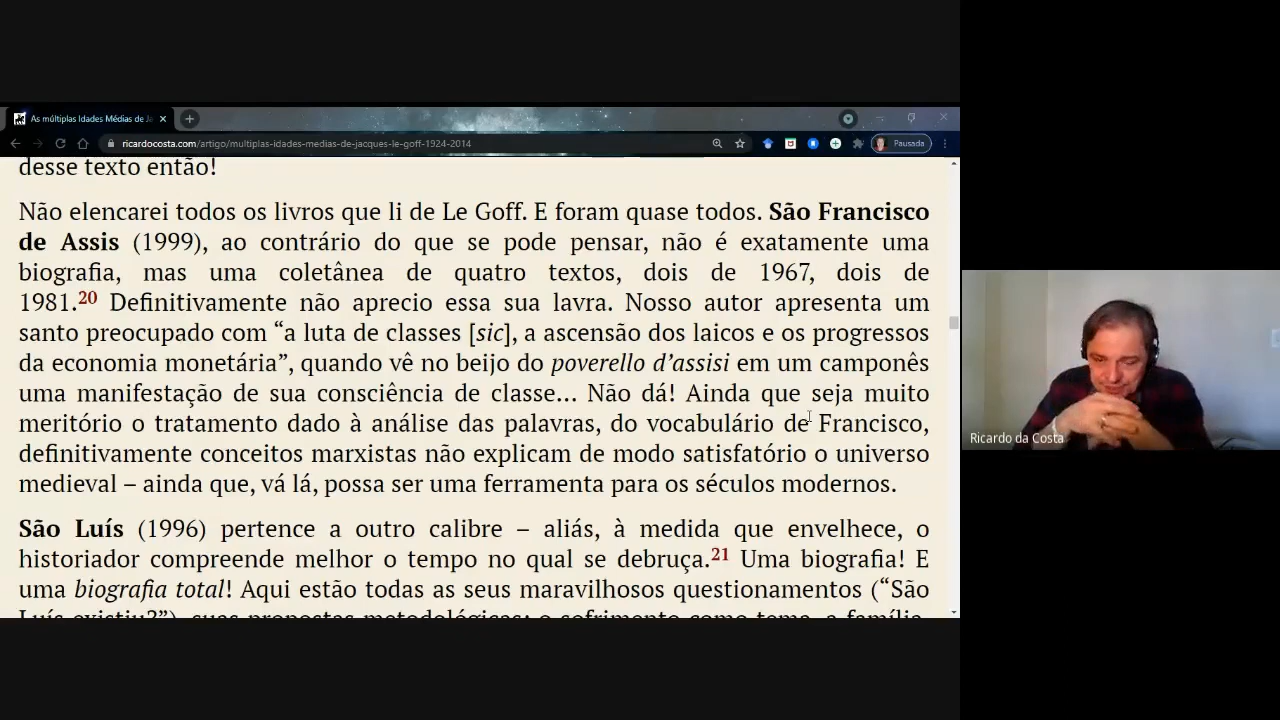 As múltiplas Idades Médias de Ja
ricardocosta.com/artigo/multiplas-idades-medias-de-jacques-le-goff-1924-2014
Pausada
desse texto então!
Não elencarei todos os livros que li de Le Goff. E foram quase todos. São Francisco
de Assis (1999), ao contrário do que se pode pensar, não é exatamente uma
biografia, mas uma coletânea de quatro textos, dois de 1967, dois de
1981.20 Definitivamente não aprecio essa sua lavra. Nosso autor apresenta um
santo preocupado com “a luta de classes [sic], a ascensão dos laicos e os progressos
da economia monetária”, quando vê no beijo do poverello d’assisi em um camponês
uma manifestação de sua consciência de classe... Não dá! Ainda que seja muito
meritório o tratamento dado à análise das palavras, do vocabulário de Francisco,
definitivamente conceitos marxistas não explicam de modo satisfatório o universo
medieval – ainda que, vá lá, possa ser uma ferramenta para os séculos modernos.
São Luís (1996) pertence a outro calibre – aliás, à medida que envelhece, o
historiador compreende melhor o tempo no qual se debruça.21 Uma biografia! E
uma biografia total! Aqui estão todas as seus maravilhosos questionamentos (“São
Luís existiu?”), suas propostas metodológicas: o sofrimento como tema, a família,
Ricardo da Costa